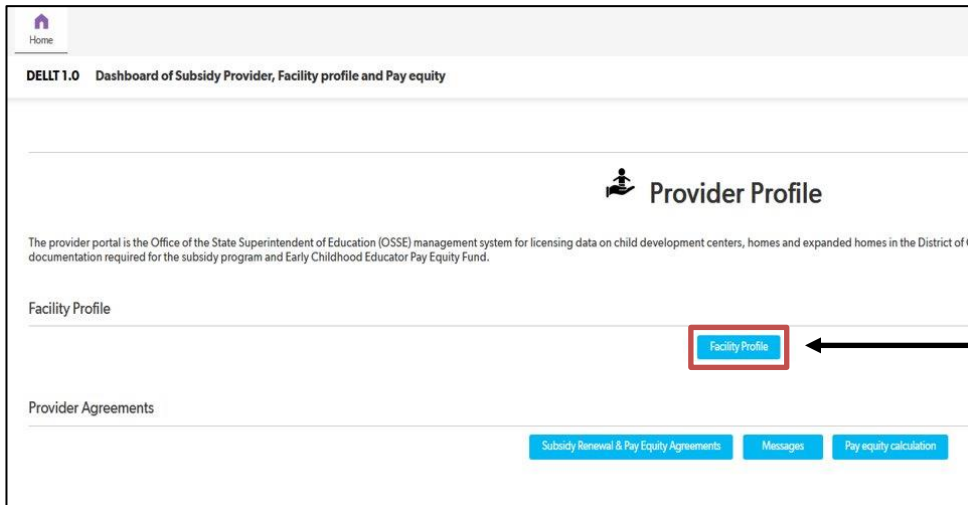 Home
DELLT 1.0 Dashboard of Subsidy Provider, Facility profile and Pay equity
Provider Profile
The provider portal is the Office of the State Superintendent of Education (OSSE) management system for licensing data on child development centers, homes and expanded homes in the District of
documentation required for the subsidy program and Early Childhood Educator Pay Equity Fund.
Facility Profile
Facility Profile
Provider Agreements
Subsidy Renewal & Pay Equity Agreements Messages Pay equity calculation